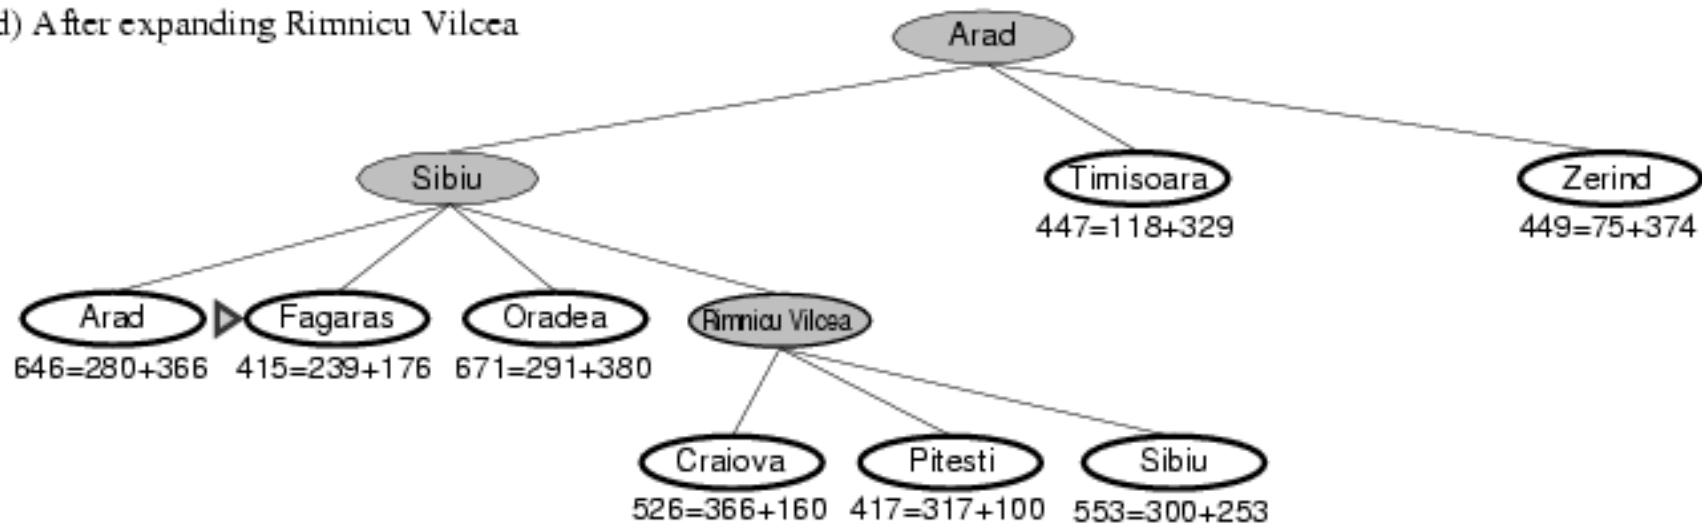 d) After expanding Rimnicu Vilcea
Arad
Sibiu
Timisoara
Zerind
447=118+329
449=75+374
Arad
Fagaras
Oradea
Rimnicu Vilcea
646=280+366
415=239+176
671=291+380
Craiova
Pitesti
Sibiu
526=366+160
417=317+100
553=300+253